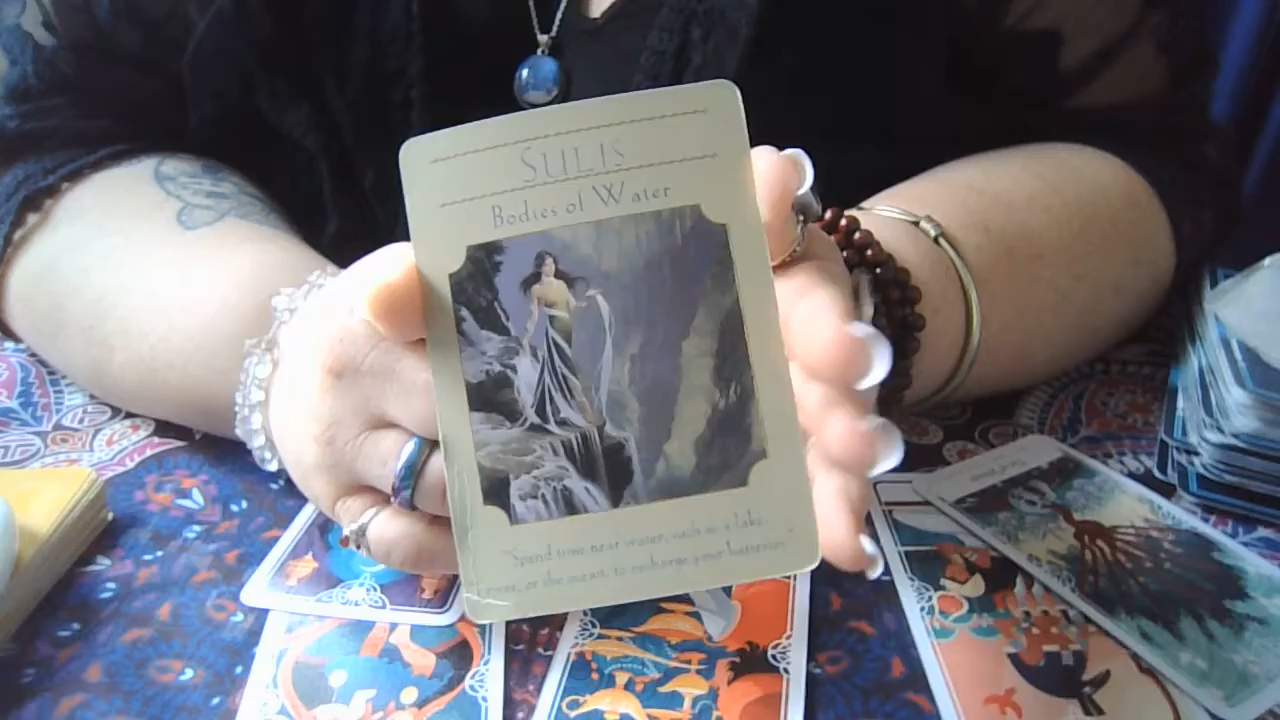 SULIS
Bodies of Water
"Spend time near water, such as a lake,
river, or the ocean, to recharge your batteries."